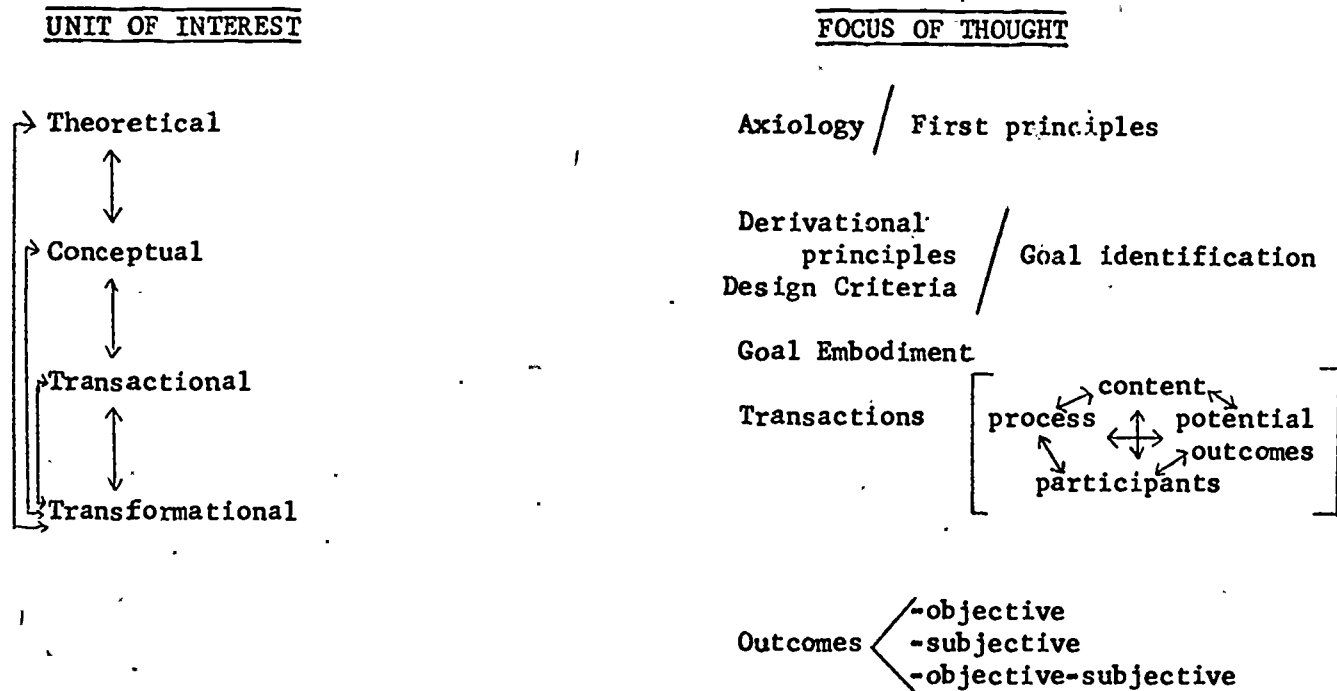 UNIT OF INTEREST
FOCUS OF THOUGHT
Theoretical
Axiology / First principles
Conceptual
Derivational
principles / Goal identification
Design Criteria
Goal Embodiment
Transactional
Transactions
content
process
potential
outcomes
participants
Transformational
Outcomes
-objective
-subjective
-objective-subjective